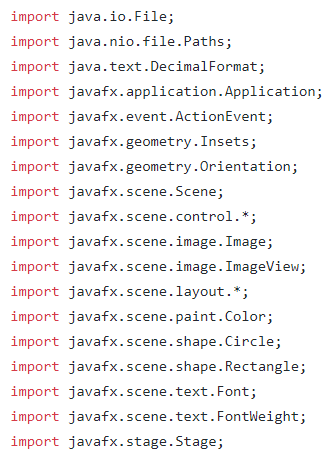 import java.io.File;
import java.nio.file.Paths;
import java.text.DecimalFormat;
import javafx.application.Application;
import javafx.event.ActionEvent;
import javafx.geometry.Insets;
import javafx.geometry.Orientation;
import javafx.scene.Scene;
import javafx.scene.control.*;
import javafx.scene.image.Image;
import javafx.scene.image.ImageView;
import javafx.scene.layout.*;
import javafx.scene.paint.Color;
import javafx.scene.shape.Circle;
import javafx.scene.shape.Rectangle;
import javafx.scene.text.Font;
import javafx.scene.text.FontWeight;
import javafx.stage.Stage;